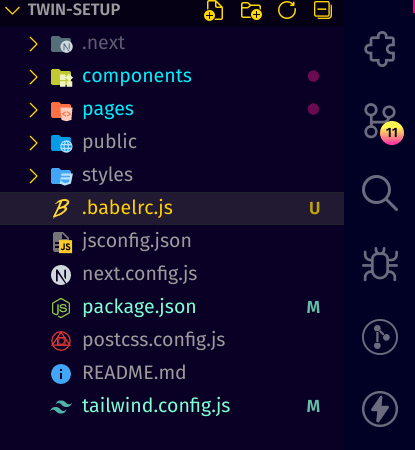 TWIN-SETUP
.next
components
pages
public
styles
.babelrc.js U
jsconfig.json
next.config.js
package.json M
postcss.config.js
README.md
tailwind.config.js M
11